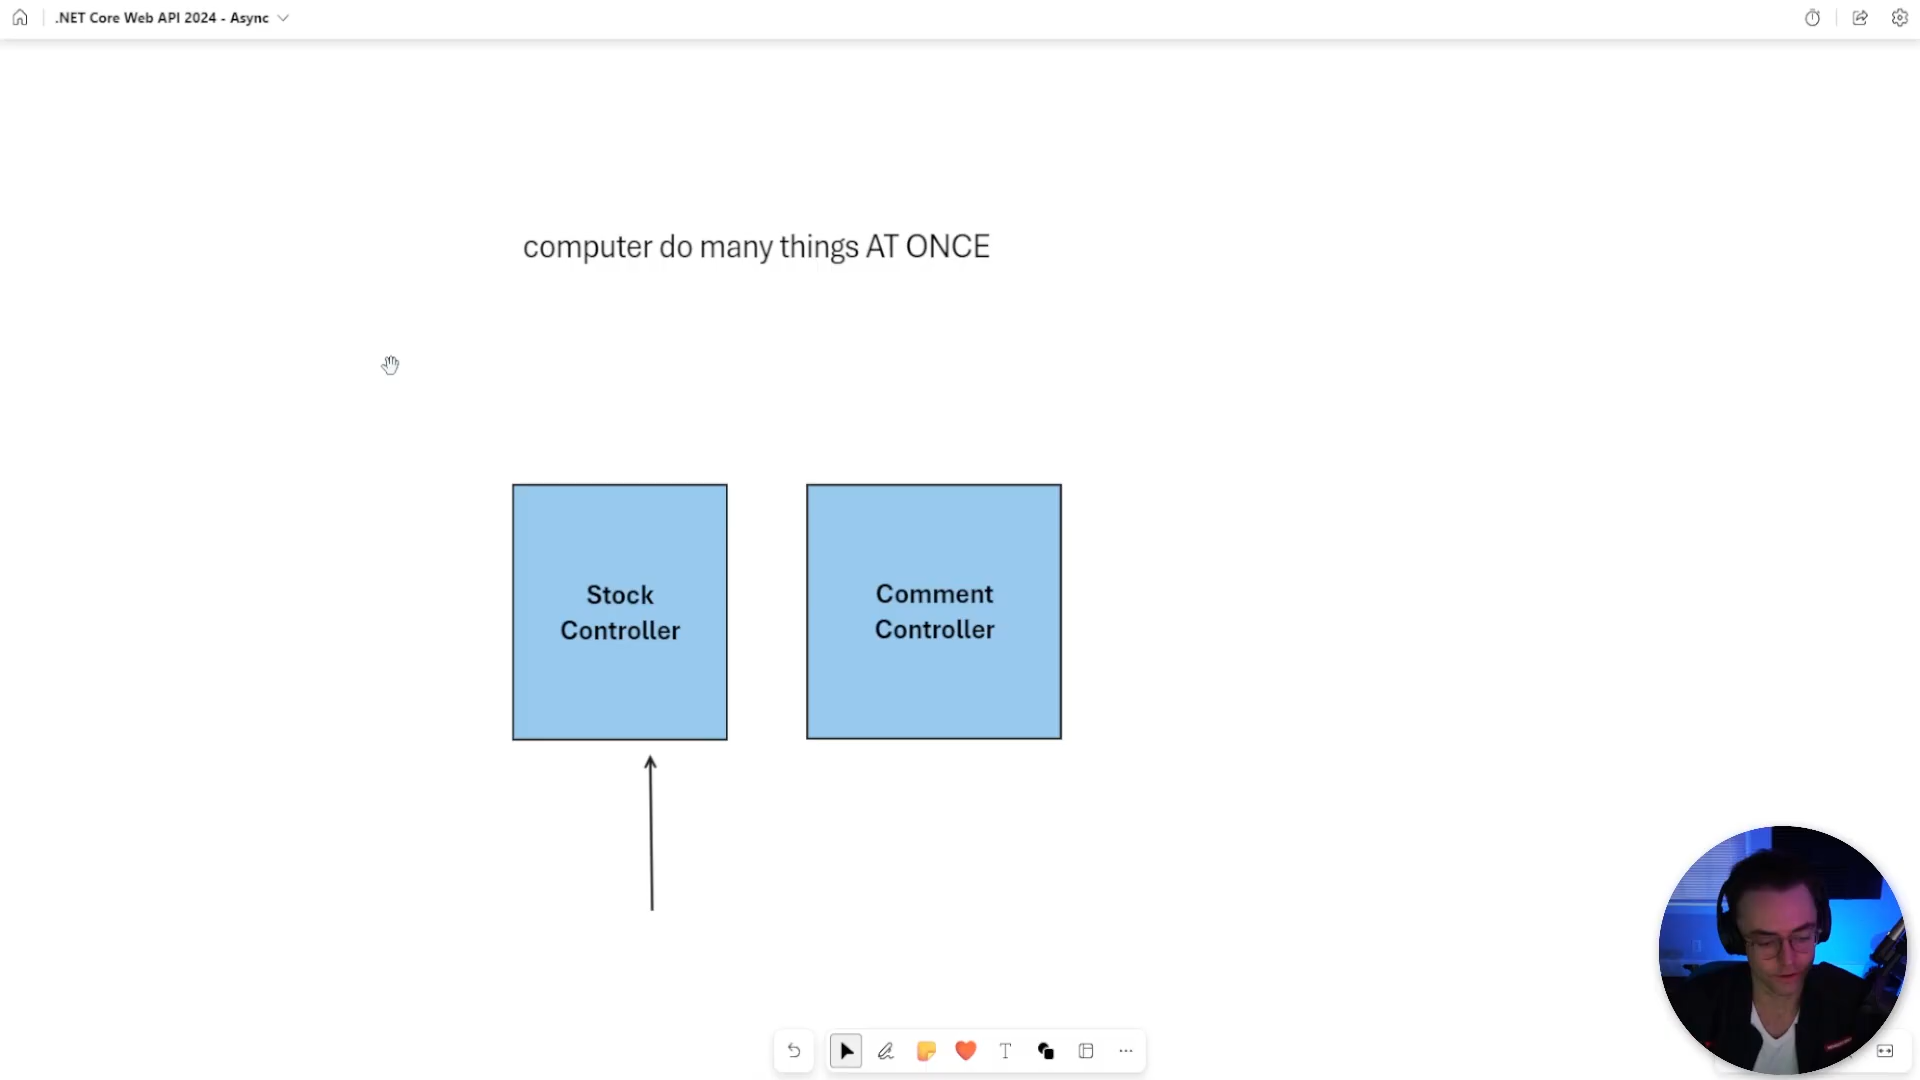 .NET Core Web API 2024 - Async
computer do many things AT ONCE
Stock
Controller
Comment
Controller